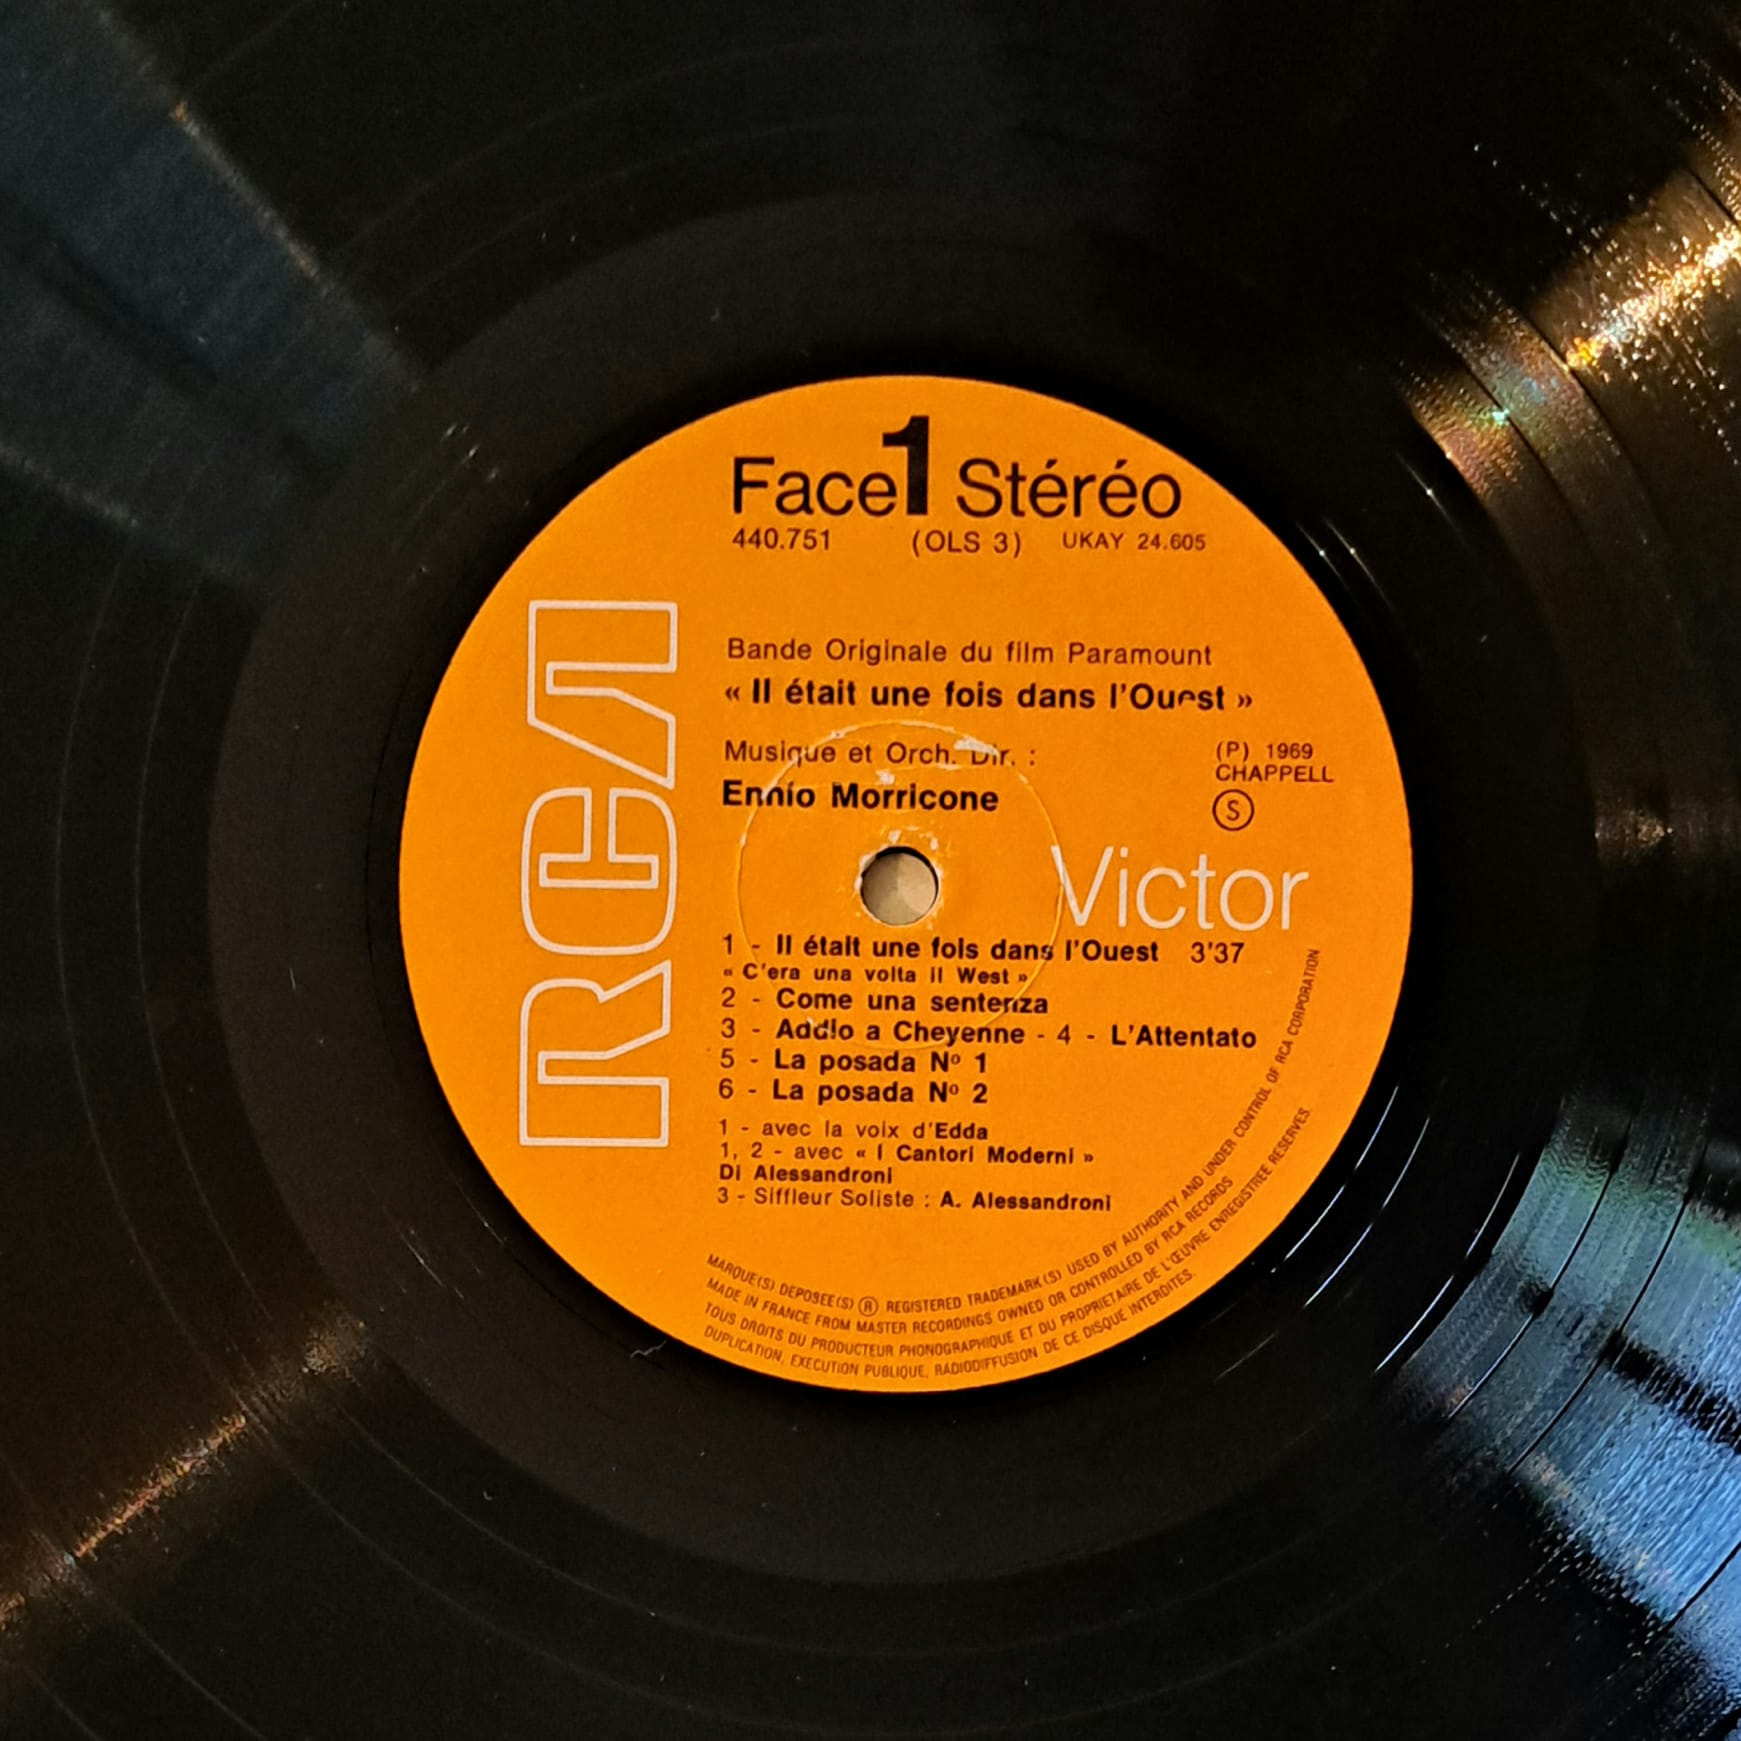 Face 1 Stéréo
440.751 (OLS 3) UKAY 24.605
Bande Originale du film Paramount
« Il était une fois dans l'Ouest »
Musique et Orch. Dir. :
Ennio Morricone
(P) 1969
CHAPPELL
S
RCA
Victor
1 - Il était une fois dans l'Ouest 3'37
« C'era una volta il West »
2 - Come una sentenza
3 - Addio a Cheyenne - 4 - L'Attentato
5 - La posada Nº 1
6 - La posada Nº 2
1 - avec la voix d'Edda
1, 2 - avec « I Cantori Moderni »
Di Alessandroni
3 - Siffleur Soliste : A. Alessandroni
MARQUE(S) DEPOSEE(S) ® REGISTERED TRADEMARK(S) USED BY AUTHORITY AND UNDER CONTROL OF RCA CORPORATION
MADE IN FRANCE FROM MASTER RECORDINGS OWNED OR CONTROLLED BY RCA RECORDS
TOUS DROITS DU PRODUCTEUR PHONOGRAPHIQUE ET DU PROPRIETAIRE DE L'ŒUVRE ENREGISTREE RESERVES
DUPLICATION, EXECUTION PUBLIQUE, RADIODIFFUSION DE CE DISQUE INTERDITES.